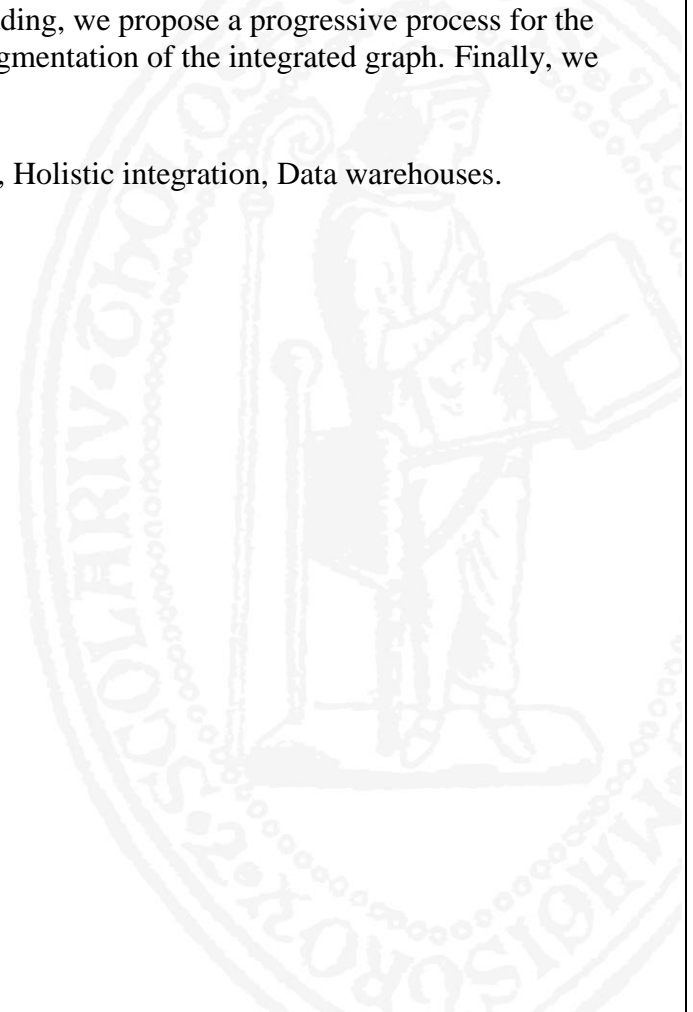 ding, we propose a progressive process for the
gmentation of the integrated graph. Finally, we
, Holistic integration, Data warehouses.